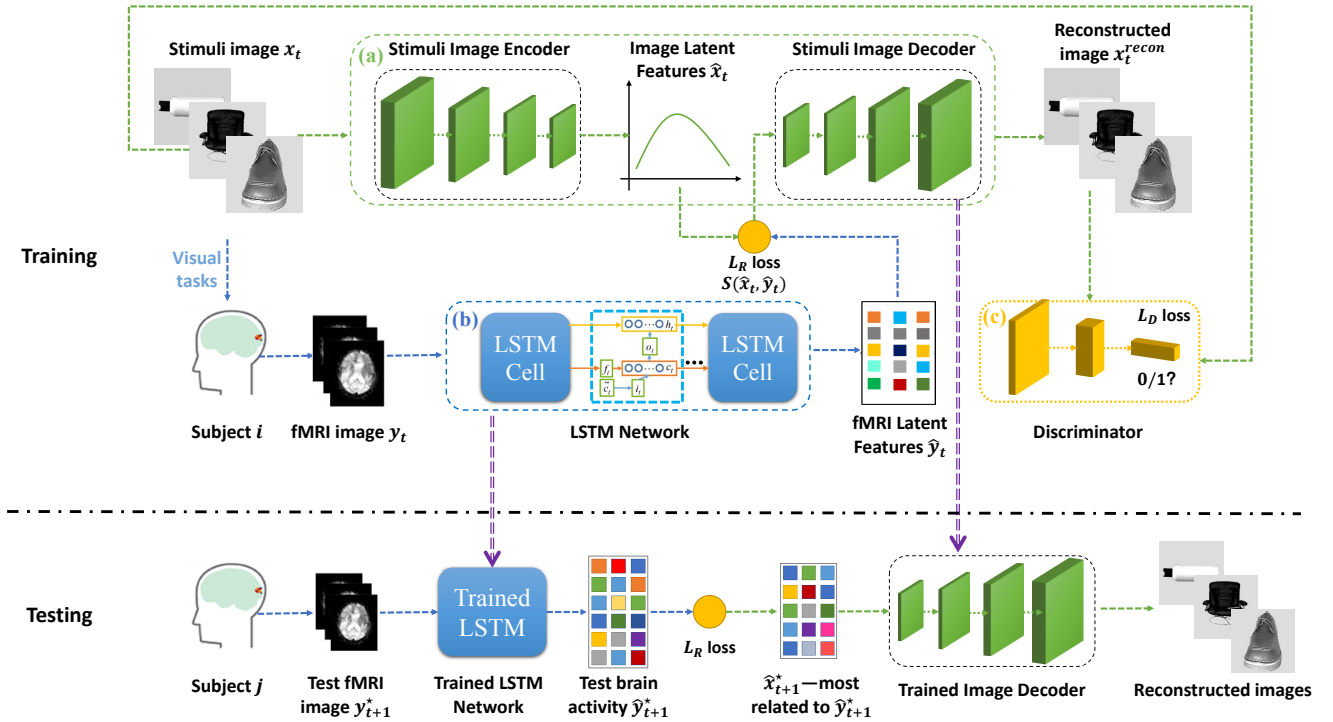 Stimuli image x_t
(a)
Stimuli Image Encoder
Image Latent
Features x̂_t
Stimuli Image Decoder
Reconstructed
image x_t^{recon}
Training
Visual
tasks
L_R loss
S(x̂_t, ŷ_t)
(b)
LSTM
Cell
h_t
o_t
f_t
c_t
c̃_t
i_t
...
LSTM
Cell
(c)
L_D loss
0/1?
Subject i
fMRI image y_t
LSTM Network
fMRI Latent
Features ŷ_t
Discriminator
Testing
Trained
LSTM
L_R loss
Subject j
Test fMRI
image y^⋆_{t+1}
Trained LSTM
Network
Test brain
activity ŷ^⋆_{t+1}
x̂^⋆_{t+1}—most
related to ŷ^⋆_{t+1}
Trained Image Decoder
Reconstructed images